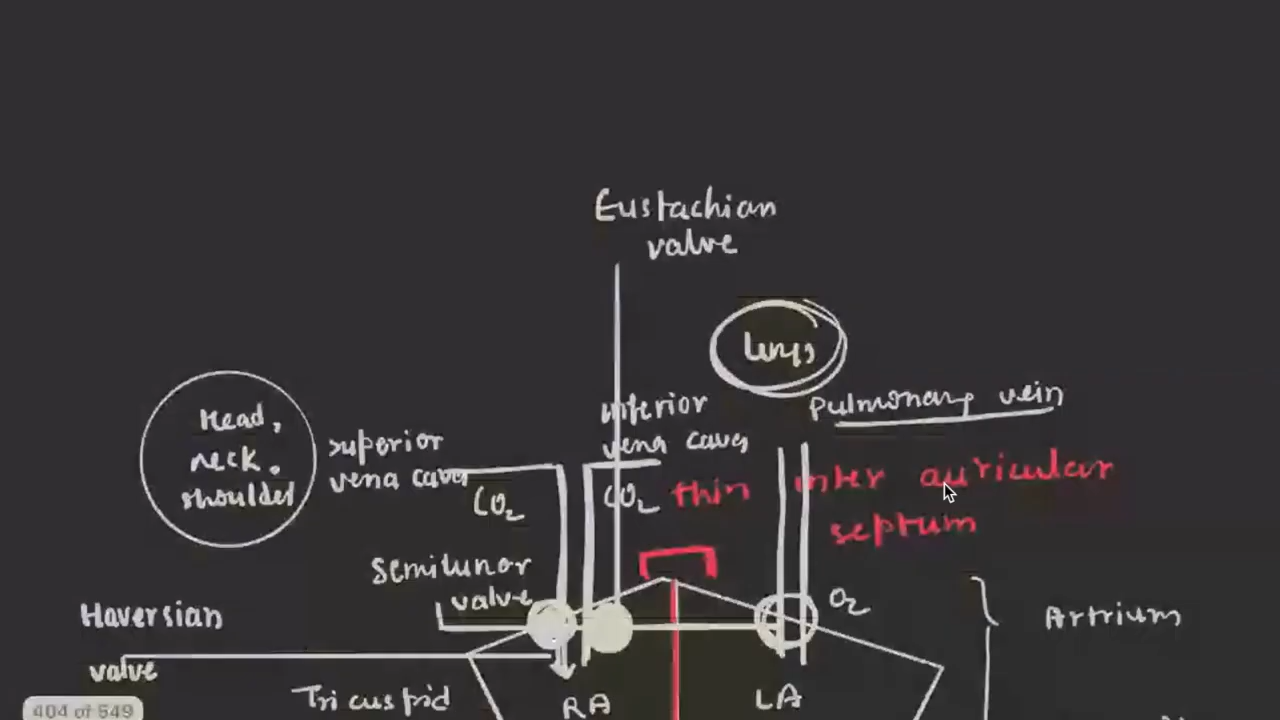 Eustachian
valve
lungs
Pulmonary vein
inferior
vena cava
Head,
neck.
shoulder
superior
vena cava
CO2
CO2
thin inter auricular
septum
semilunar
valve
O2
Haversian
valve
Artrium
Tricuspid
RA
LA
404 of 549